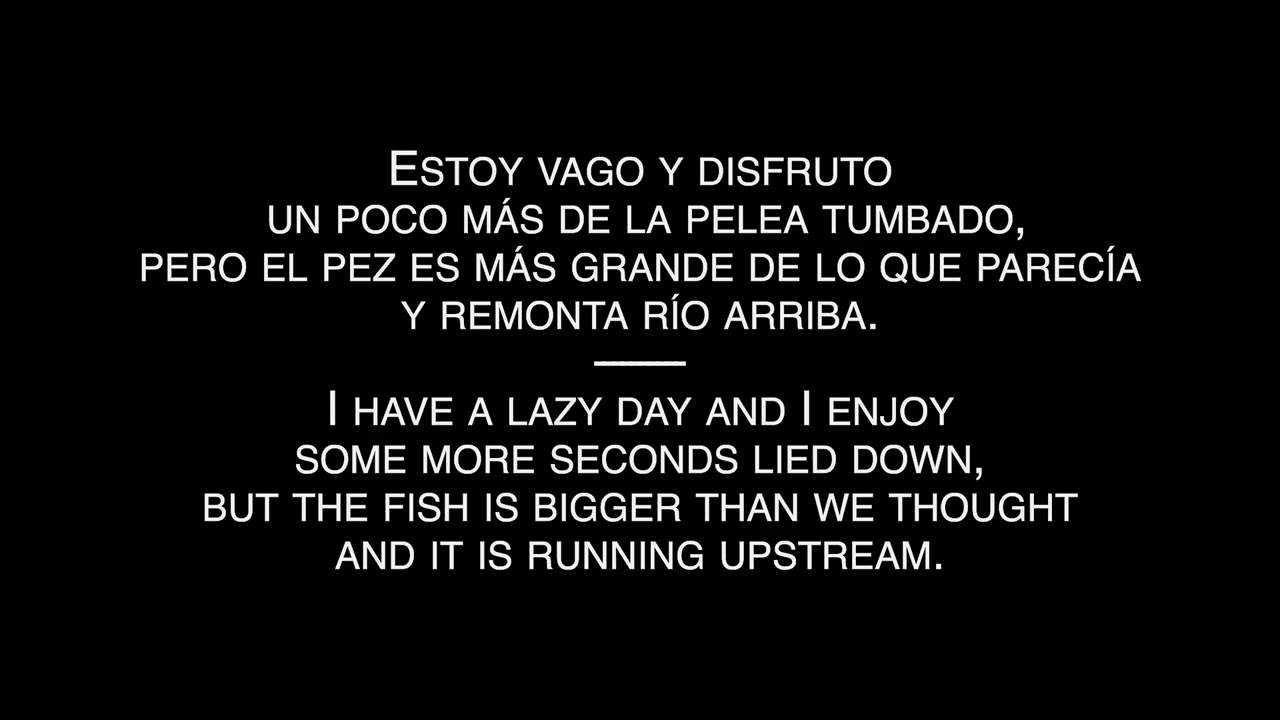 Estoy vago y disfruto
un poco más de la pelea tumbado,
pero el pez es más grande de lo que parecía
y remonta río arriba.
I have a lazy day and I enjoy
some more seconds lied down,
but the fish is bigger than we thought
and it is running upstream.